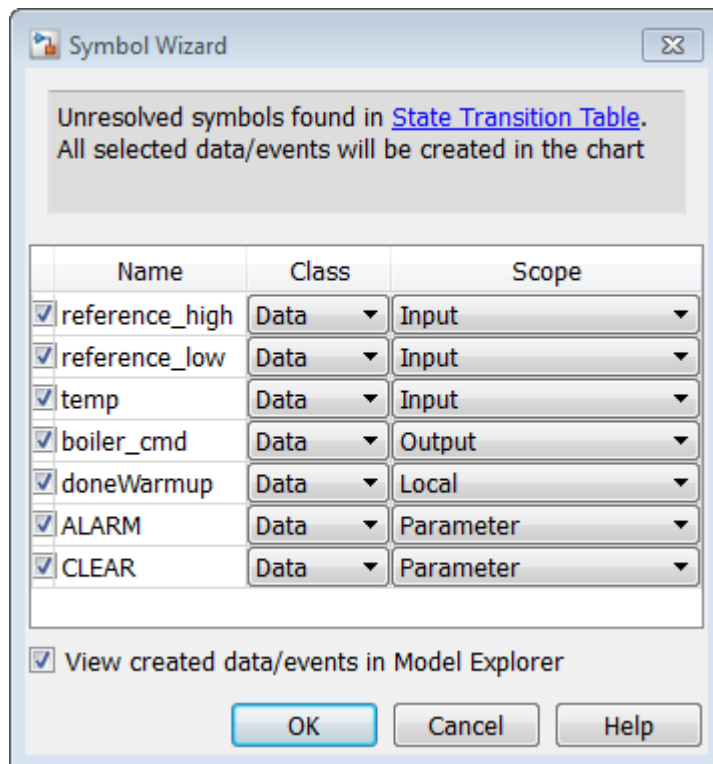 Symbol Wizard
Unresolved symbols found in State Transition Table.
All selected data/events will be created in the chart
Name Class Scope
reference_high Data Input
reference_low Data Input
temp Data Input
boiler_cmd Data Output
doneWarmup Data Local
ALARM Data Parameter
CLEAR Data Parameter
View created data/events in Model Explorer
OK Cancel Help